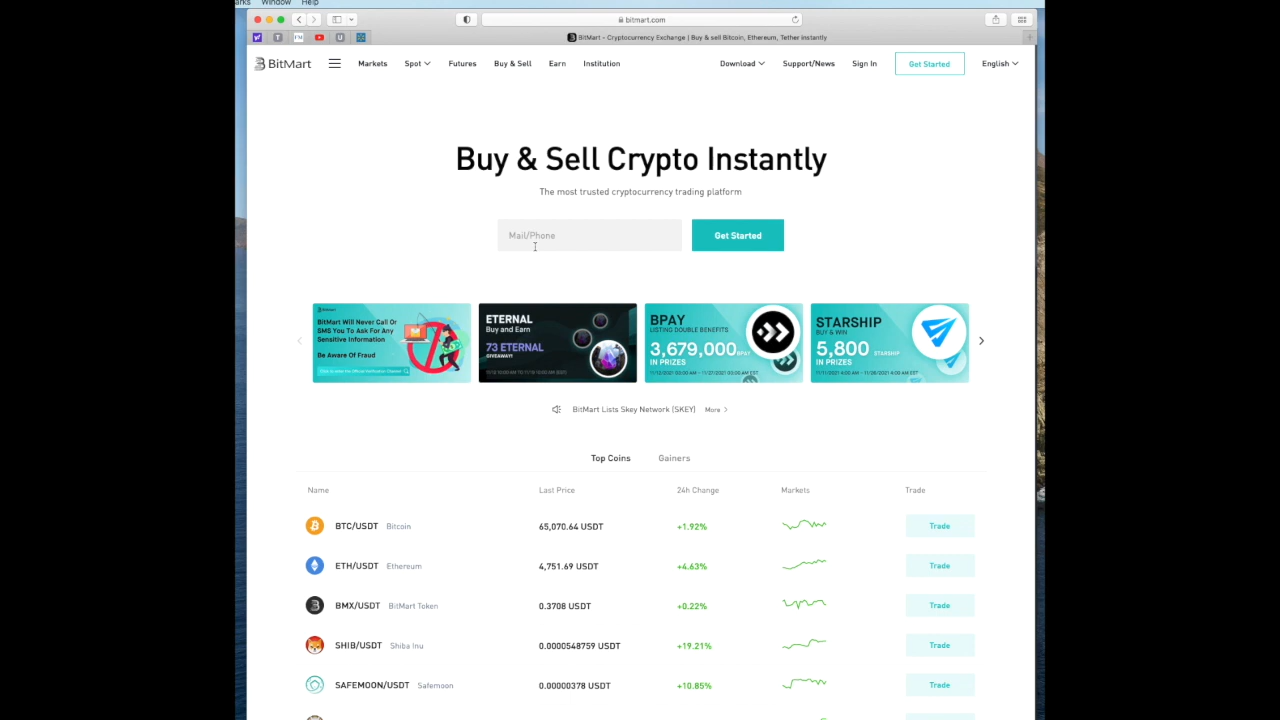 arks Window Help
bitmart.com
BitMart - Cryptocurrency Exchange | Buy & sell Bitcoin, Ethereum, Tether Instantly
BitMart Markets Spot Futures Buy & Sell Earn Institution Download Support/News Sign In Get Started English
Buy & Sell Crypto Instantly
The most trusted cryptocurrency trading platform
Mail/Phone Get Started
BitMart Will Never Call Or
SMS You To Ask For Any
Sensitive Information
Be Aware Of Fraud
ETERNAL
Buy and Earn
73 ETERNAL
GIVEAWAY!
BPAY
LISTING DOUBLE BENEFITS
3,679,000 BPAY
IN PRIZES
STARSHIP
BUY & WIN
5,800 STARSHIP
IN PRIZES
BitMart Lists Skey Network (SKEY) More
Top Coins Gainers
Name Last Price 24h Change Markets Trade
BTC/USDT Bitcoin 65,070.64 USDT +1.92% Trade
ETH/USDT Ethereum 4,751.69 USDT +4.63% Trade
BMX/USDT BitMart Token 0.3708 USDT +0.22% Trade
SHIB/USDT Shiba Inu 0.0000548759 USDT +19.21% Trade
SAFEMOON/USDT Safemoon 0.00000378 USDT +10.85% Trade